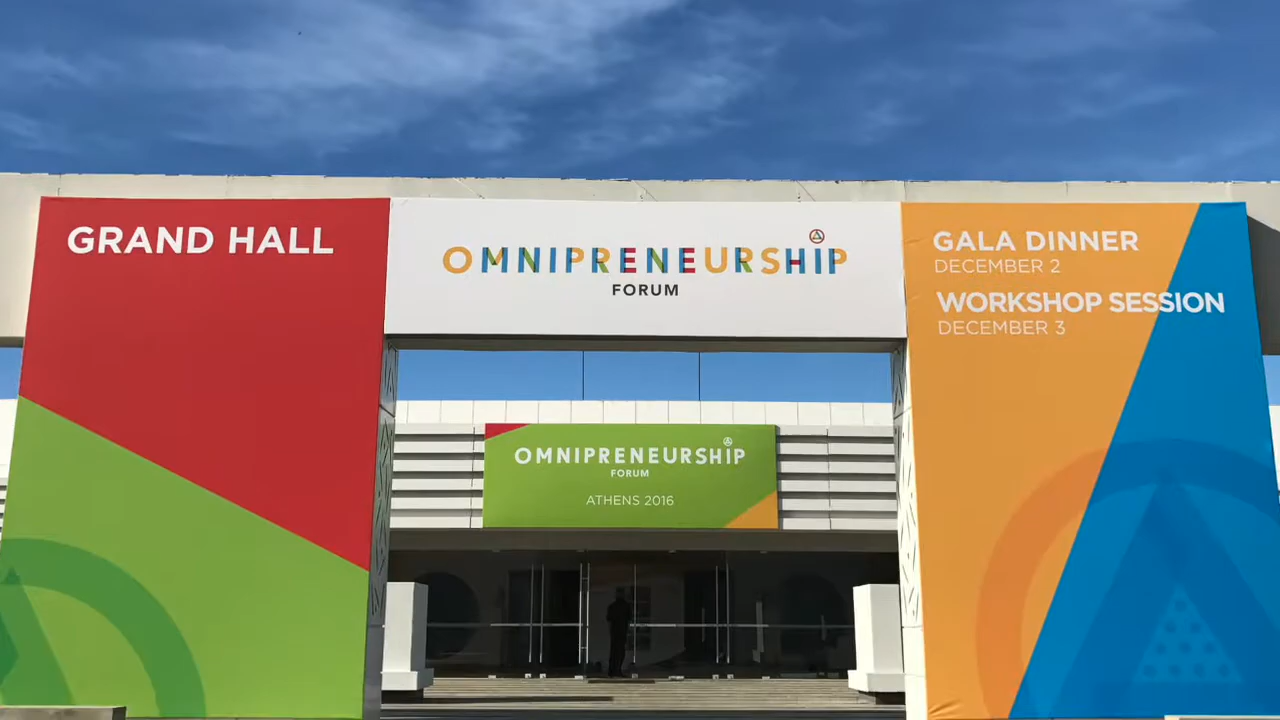 GRAND HALL
OMNIPRENEURSHIP
FORUM
GALA DINNER
DECEMBER 2
WORKSHOP SESSION
DECEMBER 3
OMNIPRENEURSHIP
FORUM
ATHENS 2016